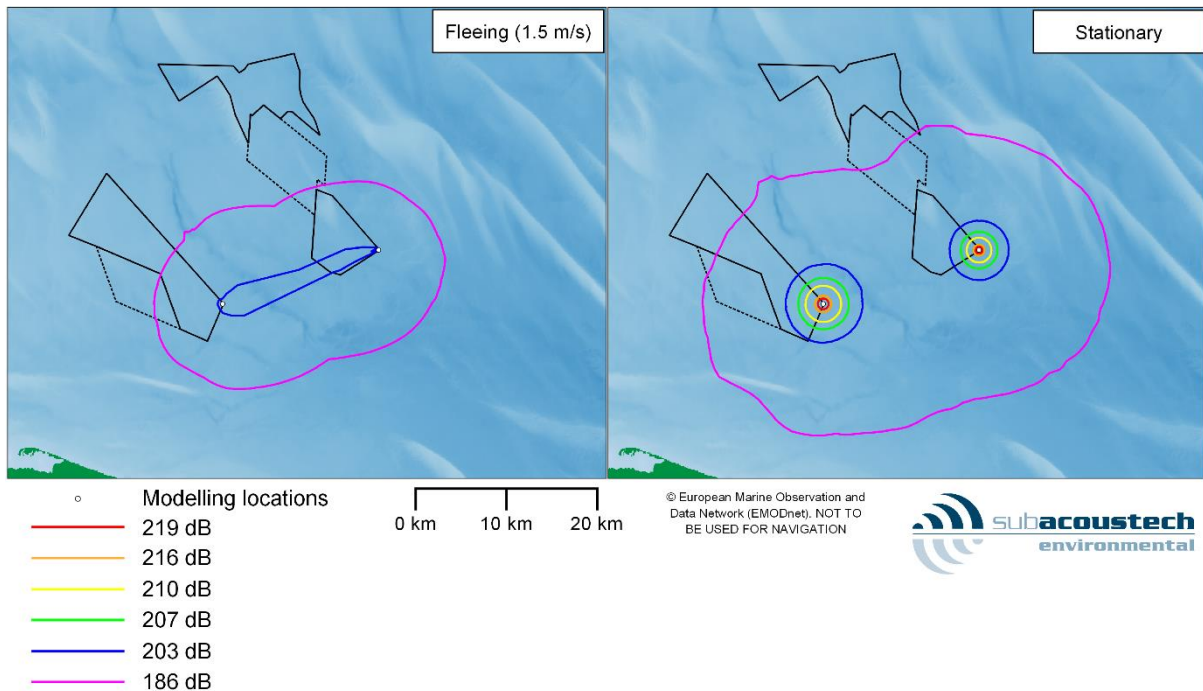 Fleeing (1.5 m/s)
Stationary
Modelling locations
219 dB
216 dB
210 dB
207 dB
203 dB
186 dB
0 km 10 km 20 km
© European Marine Observation and
Data Network (EMODnet). NOT TO
BE USED FOR NAVIGATION
subacoustech
environmental